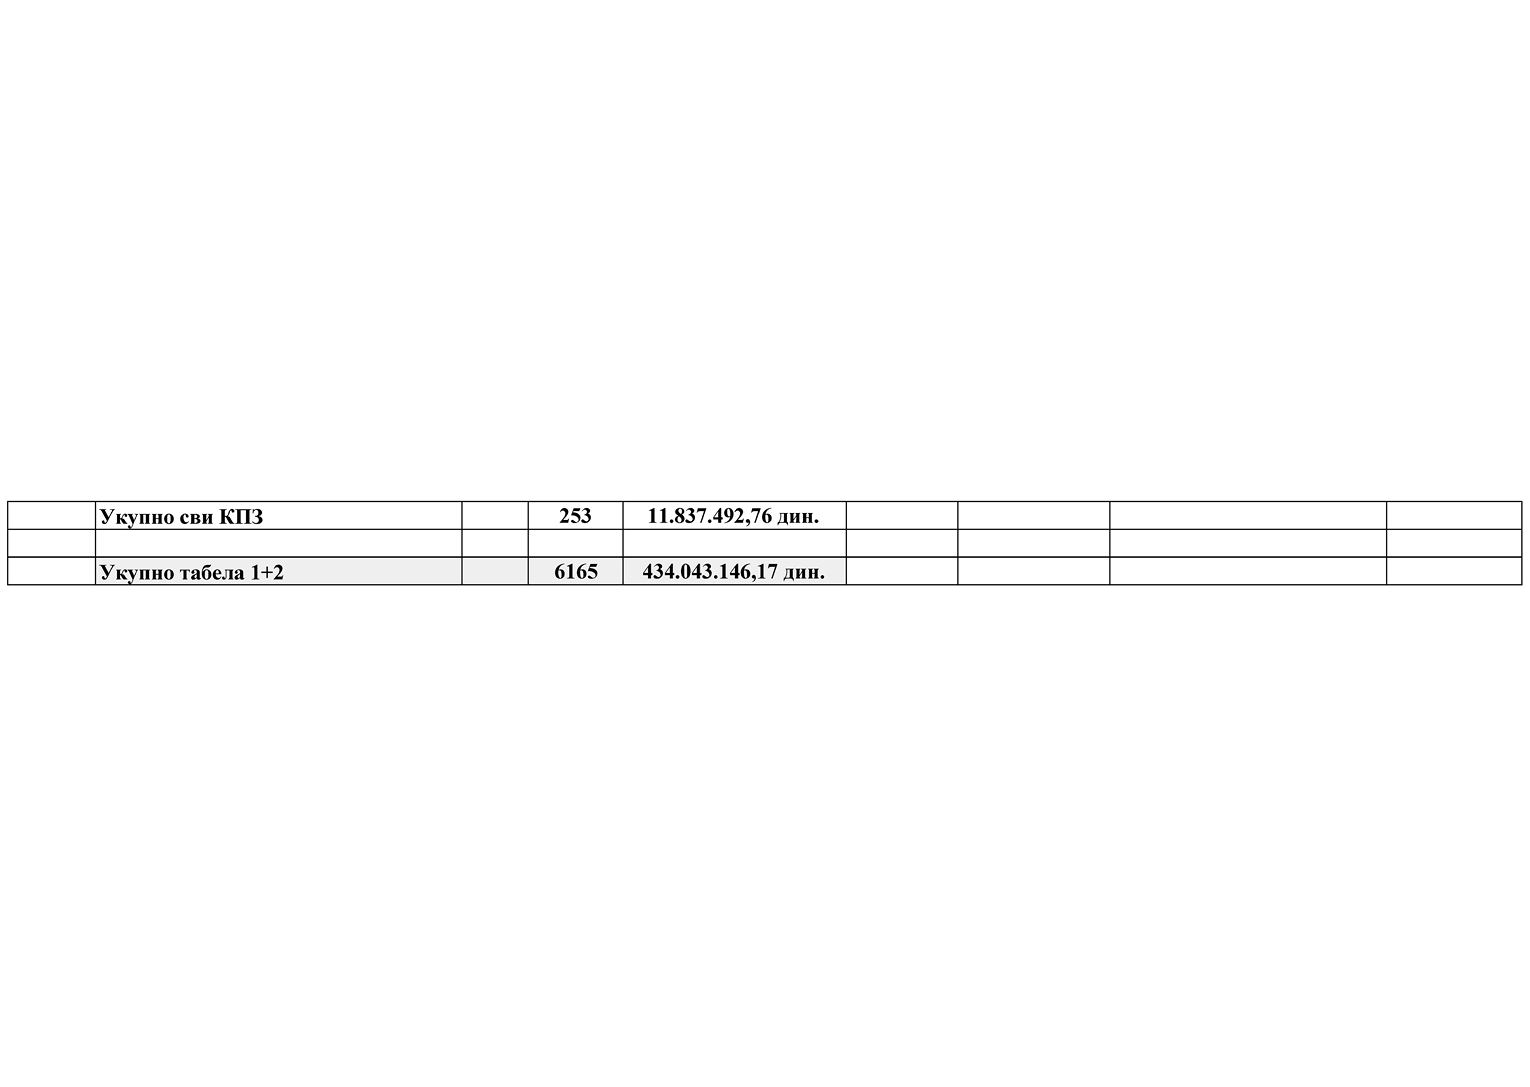 Укупно сви КПЗ 253 11.837.492,76 дин.
Укупно табела 1+2 6165 434.043.146,17 дин.